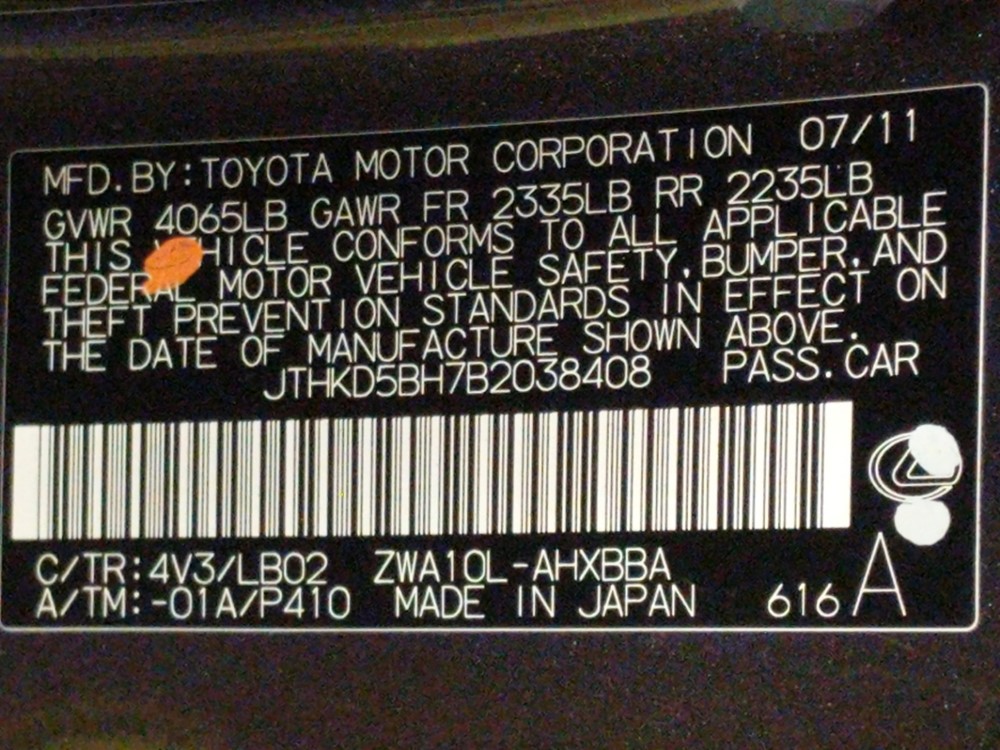 MFD. BY: TOYOTA MOTOR CORPORATION 07/11
GVWR 4065LB GAWR FR 2335LB RR 2235LB
THIS VEHICLE CONFORMS TO ALL APPLICABLE
FEDERAL MOTOR VEHICLE SAFETY, BUMPER, AND
THEFT PREVENTION STANDARDS IN EFFECT ON
THE DATE OF MANUFACTURE SHOWN ABOVE.
JTHKD5BH7B2038408 PASS. CAR
C/TR: 4V3/LB02 ZWA10L-AHXBBA
A/TM: -01A/P410 MADE IN JAPAN 616 A